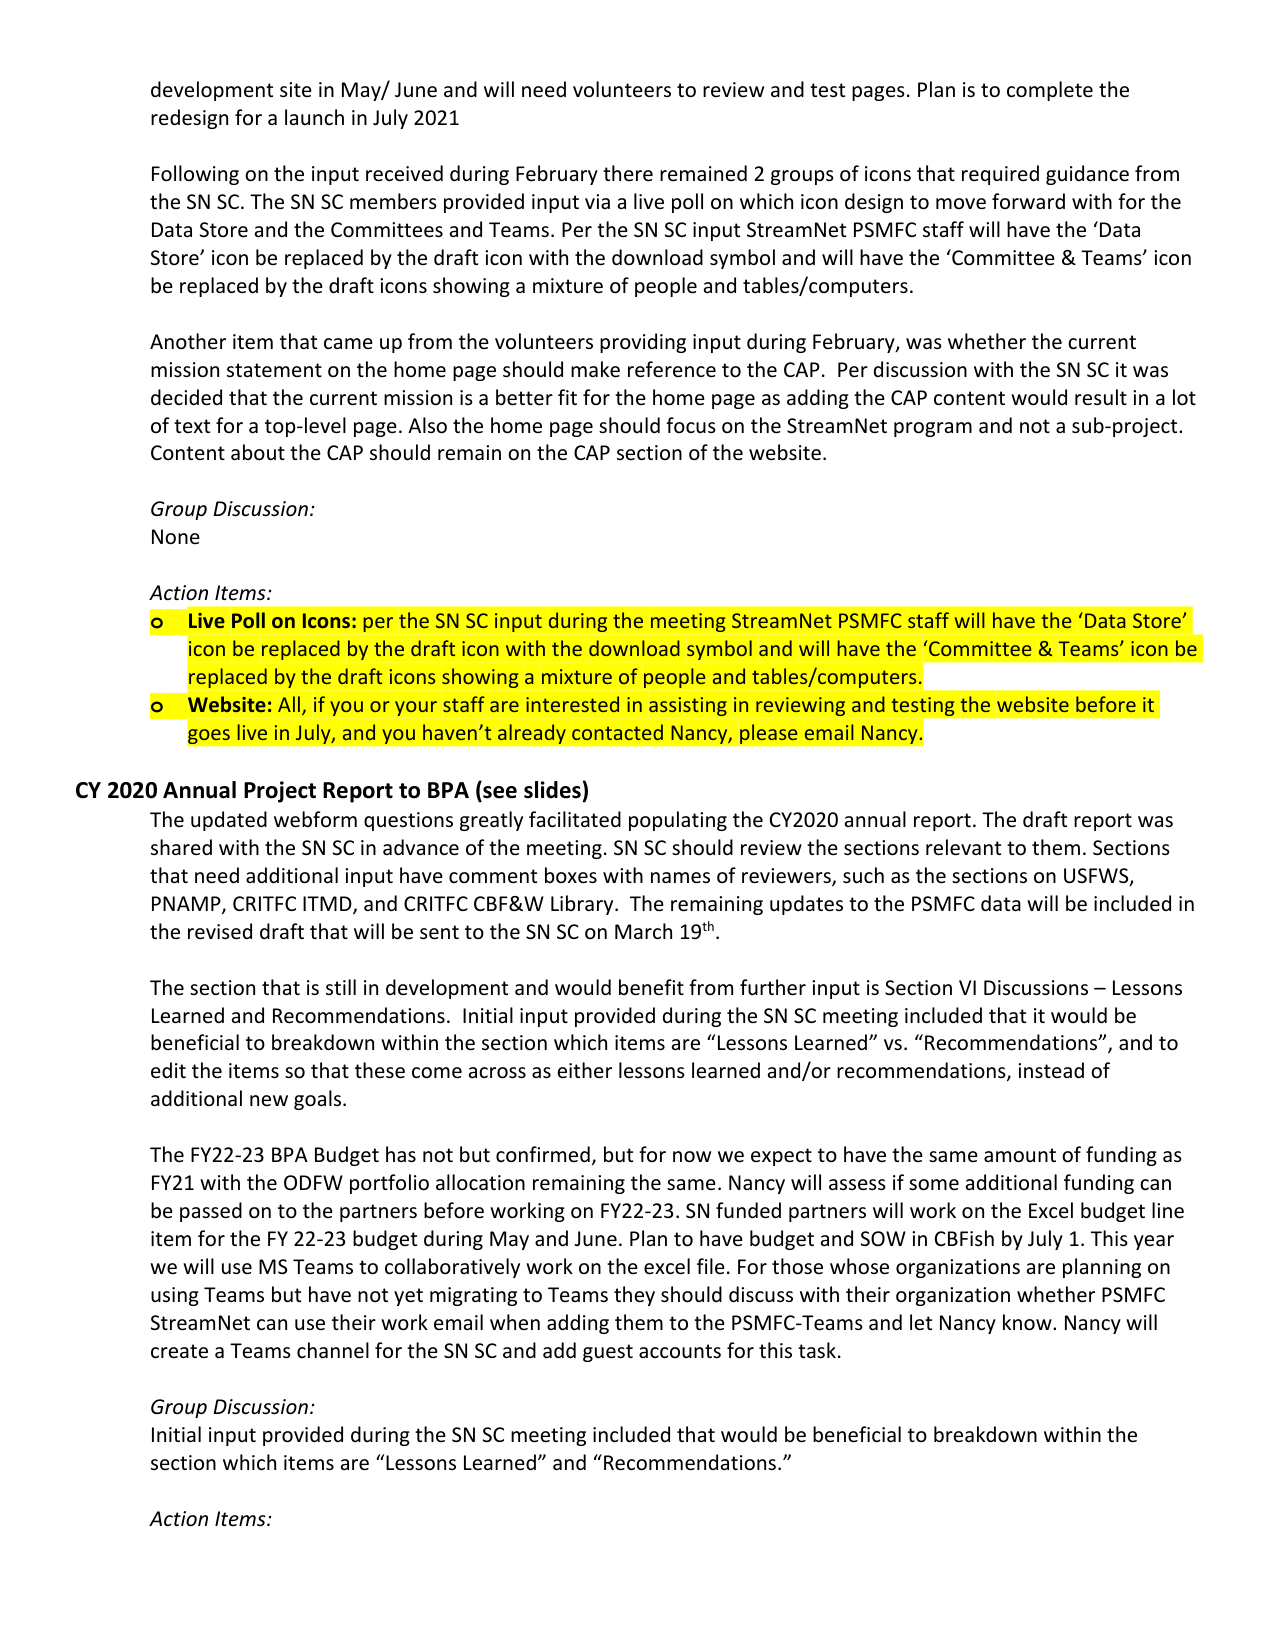 development site in May/ June and will need volunteers to review and test pages. Plan is to complete the
redesign for a launch in July 2021
Following on the input received during February there remained 2 groups of icons that required guidance from
the SN SC. The SN SC members provided input via a live poll on which icon design to move forward with for the
Data Store and the Committees and Teams. Per the SN SC input StreamNet PSMFC staff will have the ‘Data
Store’ icon be replaced by the draft icon with the download symbol and will have the ‘Committee & Teams’ icon
be replaced by the draft icons showing a mixture of people and tables/computers.
Another item that came up from the volunteers providing input during February, was whether the current
mission statement on the home page should make reference to the CAP.  Per discussion with the SN SC it was
decided that the current mission is a better fit for the home page as adding the CAP content would result in a lot
of text for a top-level page. Also the home page should focus on the StreamNet program and not a sub-project.
Content about the CAP should remain on the CAP section of the website.
Group Discussion:
None
Action Items:
o Live Poll on Icons: per the SN SC input during the meeting StreamNet PSMFC staff will have the ‘Data Store’
icon be replaced by the draft icon with the download symbol and will have the ‘Committee & Teams’ icon be
replaced by the draft icons showing a mixture of people and tables/computers.
o Website: All, if you or your staff are interested in assisting in reviewing and testing the website before it
goes live in July, and you haven’t already contacted Nancy, please email Nancy.
CY 2020 Annual Project Report to BPA (see slides)
The updated webform questions greatly facilitated populating the CY2020 annual report. The draft report was
shared with the SN SC in advance of the meeting. SN SC should review the sections relevant to them. Sections
that need additional input have comment boxes with names of reviewers, such as the sections on USFWS,
PNAMP, CRITFC ITMD, and CRITFC CBF&W Library.  The remaining updates to the PSMFC data will be included in
the revised draft that will be sent to the SN SC on March 19th.
The section that is still in development and would benefit from further input is Section VI Discussions – Lessons
Learned and Recommendations.  Initial input provided during the SN SC meeting included that it would be
beneficial to breakdown within the section which items are “Lessons Learned” vs. “Recommendations”, and to
edit the items so that these come across as either lessons learned and/or recommendations, instead of
additional new goals.
The FY22-23 BPA Budget has not but confirmed, but for now we expect to have the same amount of funding as
FY21 with the ODFW portfolio allocation remaining the same. Nancy will assess if some additional funding can
be passed on to the partners before working on FY22-23. SN funded partners will work on the Excel budget line
item for the FY 22-23 budget during May and June. Plan to have budget and SOW in CBFish by July 1. This year
we will use MS Teams to collaboratively work on the excel file. For those whose organizations are planning on
using Teams but have not yet migrating to Teams they should discuss with their organization whether PSMFC
StreamNet can use their work email when adding them to the PSMFC-Teams and let Nancy know. Nancy will
create a Teams channel for the SN SC and add guest accounts for this task.
Group Discussion:
Initial input provided during the SN SC meeting included that would be beneficial to breakdown within the
section which items are “Lessons Learned” and “Recommendations.”
Action Items: